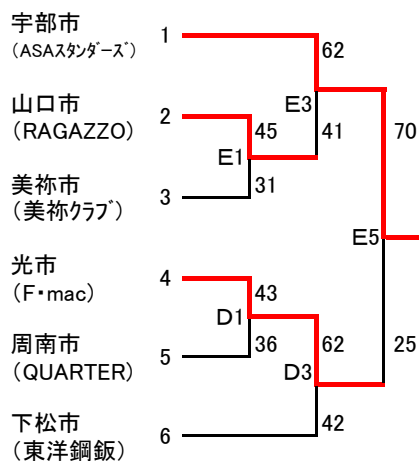 宇部市
(ASAｽﾀﾝﾀﾞｰｽﾞ)
1
62
山口市
(RAGAZZO)
2
E3
45
41
70
E1
美祢市
(美祢ｸﾗﾌﾞ)
3
31
E5
光市
(F・mac)
4
43
D1
周南市
(QUARTER)
5
36
62
25
D3
下松市
(東洋鋼鈑)
6
42